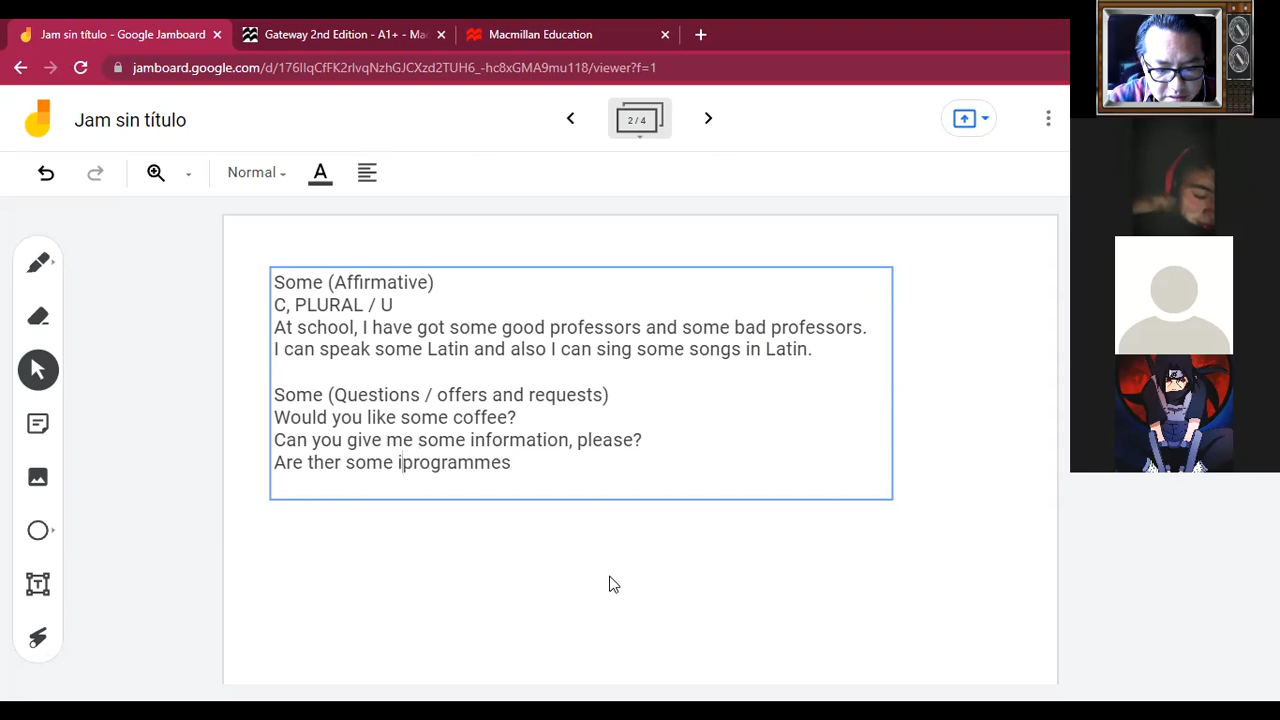 Jam sin título - Google Jamboard
Gateway 2nd Edition - A1+ - Mac
Macmillan Education
jamboard.google.com/d/176IIqCfFK2rlvqNzhGJCXzd2TUH6_-hc8xGMA9mu118/viewer?f=1
Jam sin título
2 / 4
Normal
A
Some (Affirmative)
C, PLURAL / U
At school, I have got some good professors and some bad professors.
I can speak some Latin and also I can sing some songs in Latin.
Some (Questions / offers and requests)
Would you like some coffee?
Can you give me some information, please?
Are ther some iprogrammes